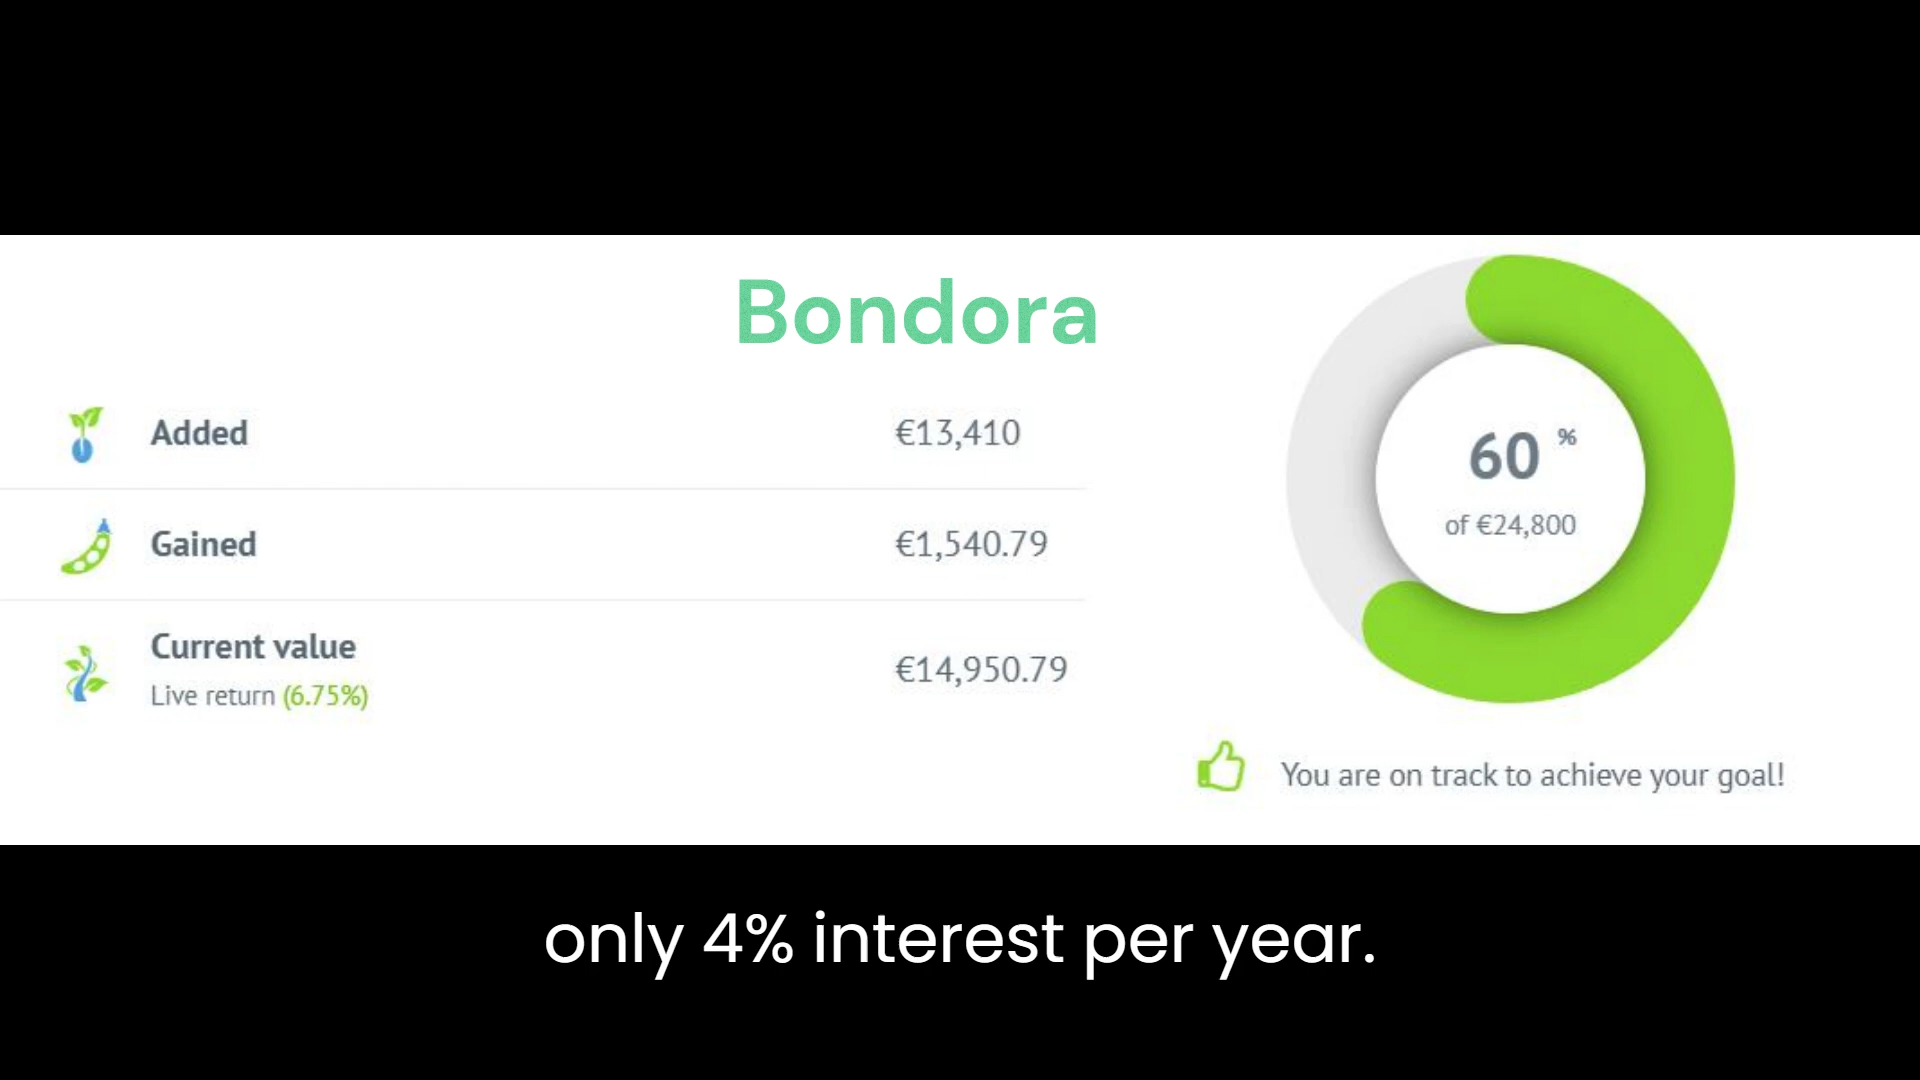 Bondora
Added €13,410
Gained €1,540.79
Current value
Live return (6.75%) €14,950.79
60 %
of €24,800
You are on track to achieve your goal!
only 4% interest per year.